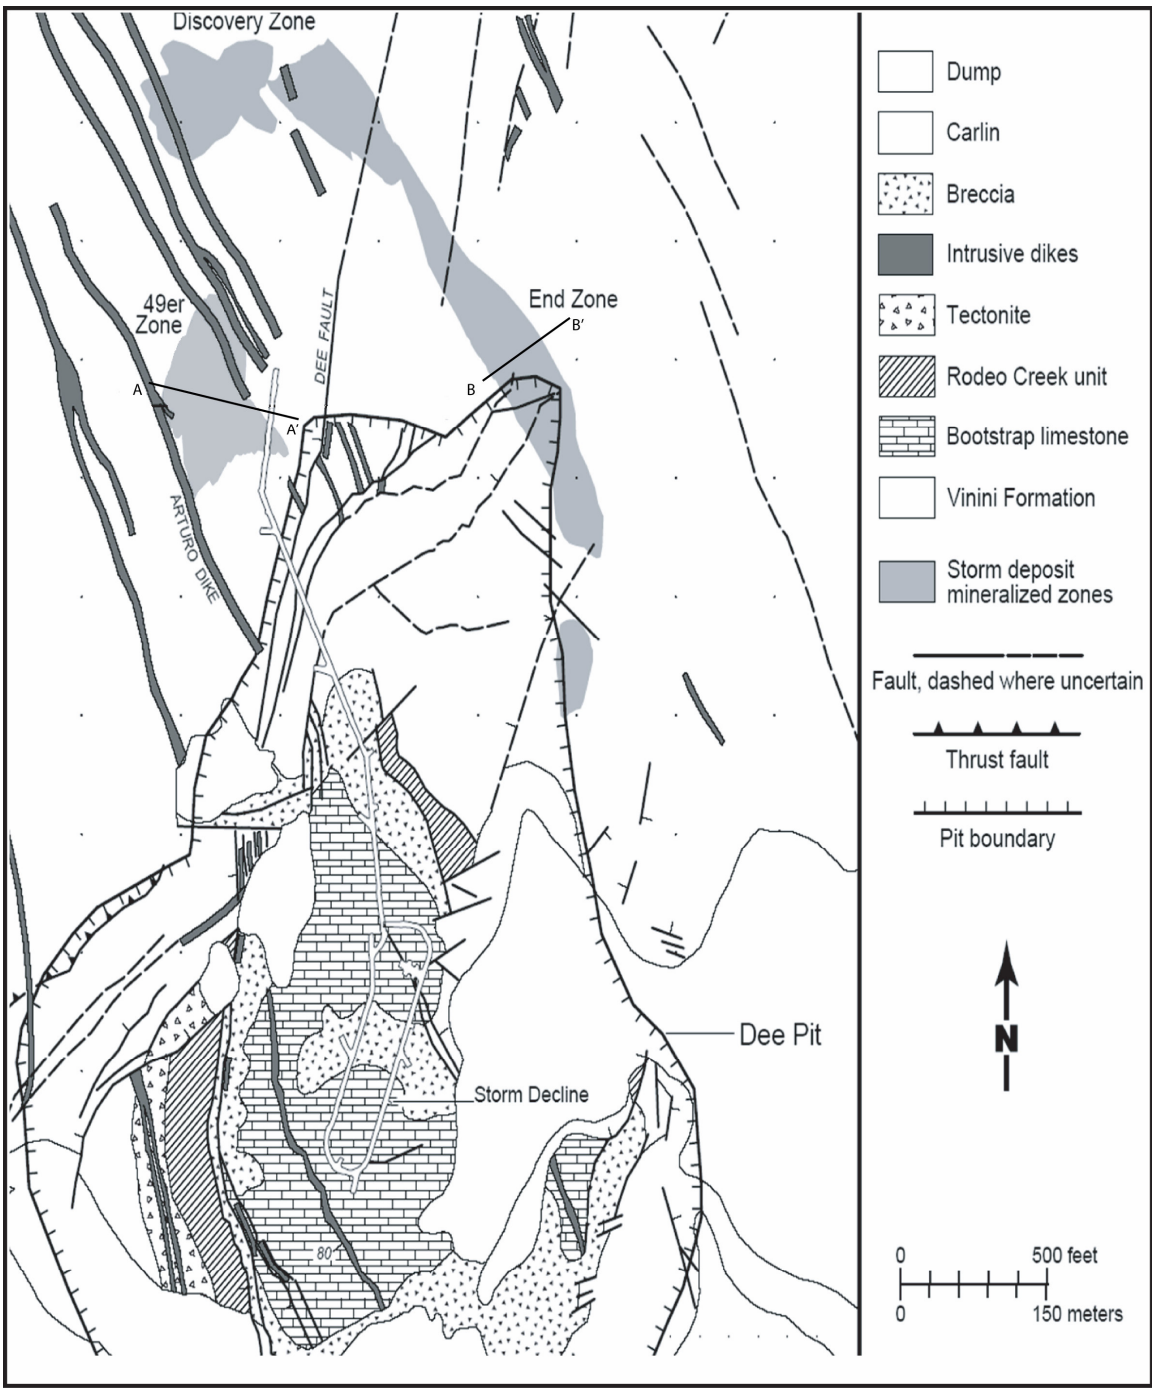 Discovery Zone
49er
Zone
DEE FAULT
End Zone
B'
B
A
A'
ARTURO DIKE
Dee Pit
Storm Decline
80
Dump
Carlin
Breccia
Intrusive dikes
Tectonite
Rodeo Creek unit
Bootstrap limestone
Vinini Formation
Storm deposit
mineralized zones
Fault, dashed where uncertain
Thrust fault
Pit boundary
N
0 500 feet
0 150 meters